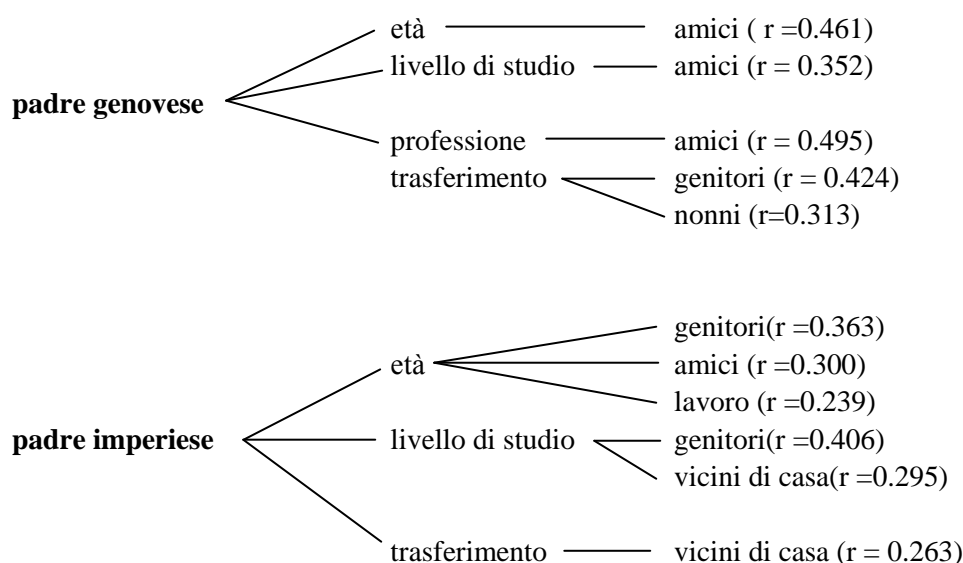 età amici ( r =0.461)
livello di studio amici (r = 0.352)
padre genovese
professione amici (r = 0.495)
trasferimento genitori (r = 0.424)
nonni (r=0.313)
genitori(r =0.363)
età amici (r =0.300)
lavoro (r =0.239)
padre imperiese livello di studio genitori(r =0.406)
vicini di casa(r =0.295)
trasferimento vicini di casa (r = 0.263)